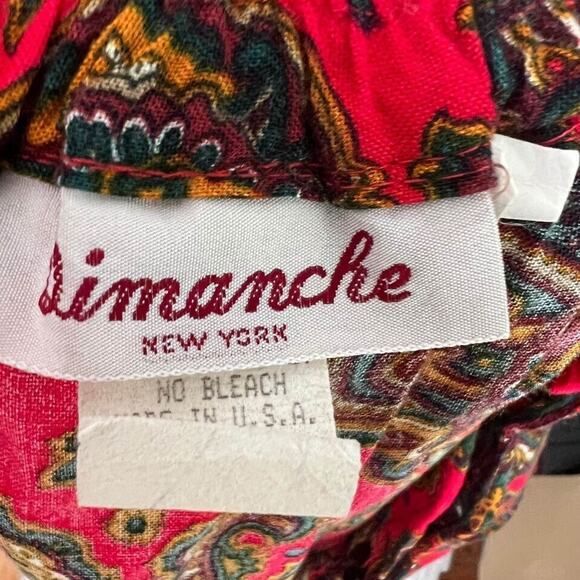 Dimanche
NEW YORK
NO BLEACH
MADE IN U.S.A.